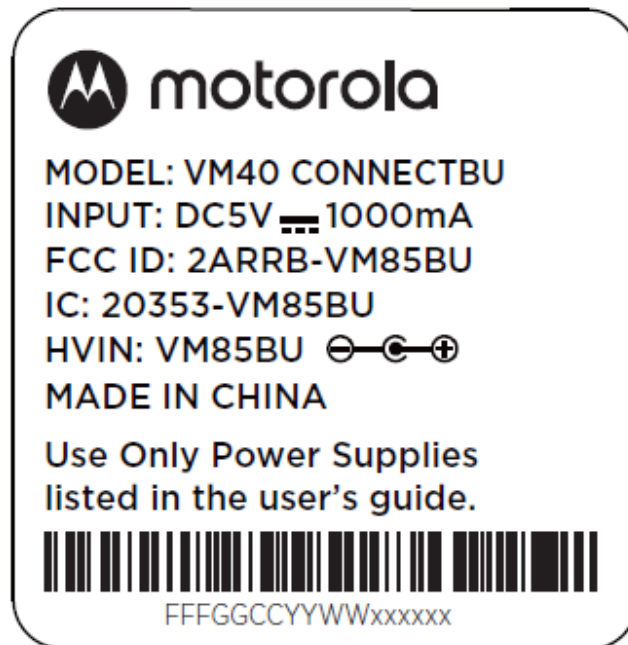 motorola
MODEL: VM40 CONNECTBU
INPUT: DC5V 1000mA
FCC ID: 2ARRB-VM85BU
IC: 20353-VM85BU
HVIN: VM85BU
MADE IN CHINA
Use Only Power Supplies
listed in the user's guide.
FFFGGCCYYWWxxxxxx